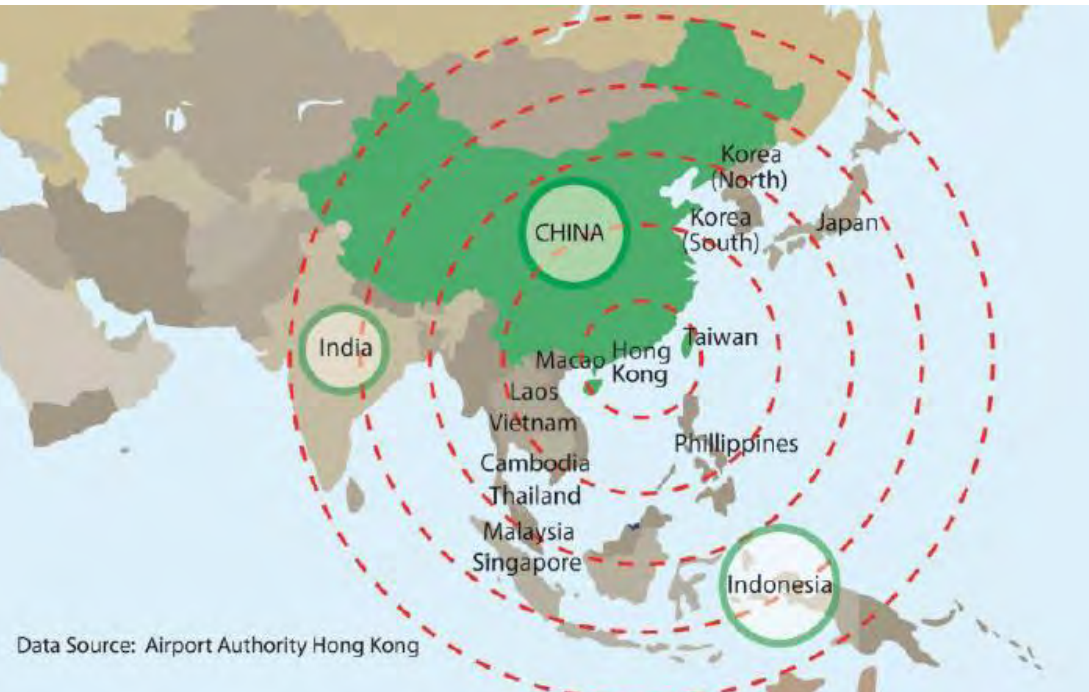 Korea
(North)
Korea
(South)
Japan
CHINA
India
Taiwan
Macao
Hong
Kong
Laos
Vietnam
Phillippines
Cambodia
Thailand
Malaysia
Singapore
Indonesia
Data Source: Airport Authority Hong Kong